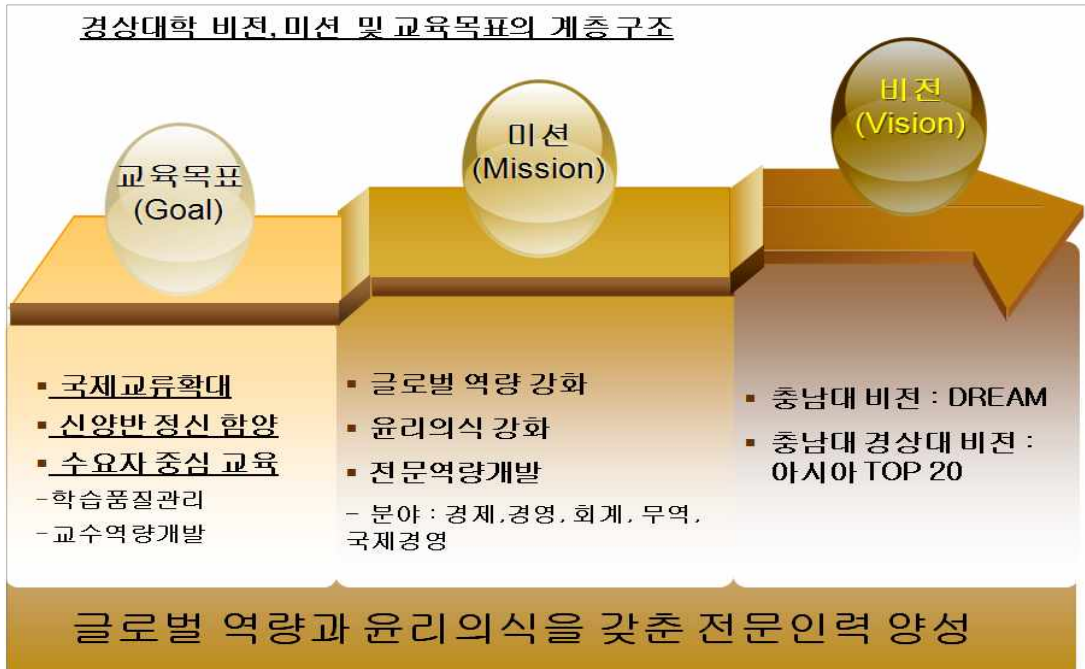 경상대학 비전, 미션 및 교육목표의 계층구조
교육목표
(Goal)
미션
(Mission)
비전
(Vision)
▪ 국제교류확대
▪ 신양반 정신 함양
▪ 수요자 중심 교육
-학습품질관리
-교수역량개발
▪ 글로벌 역량 강화
▪ 윤리의식 강화
▪ 전문역량개발
- 분야 : 경제,경영, 회계, 무역,
국제경영
▪ 충남대 비전 : DREAM
▪ 충남대 경상대 비전 :
아시아 TOP 20
글로벌 역량과 윤리의식을 갖춘 전문인력 양성